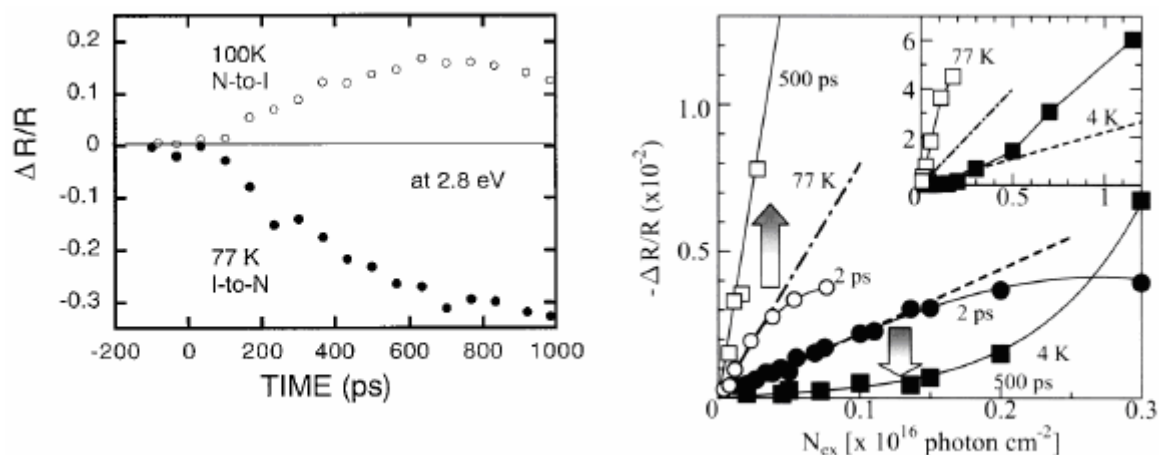 0.2
0.1
0
-0.1
-0.2
-0.3
ΔR/R
100K
N-to-I
at 2.8 eV
77 K
I-to-N
-200
0
200
400
600
800
1000
TIME (ps)
-ΔR/R (x10⁻²)
1.0
0.5
0
500 ps
77 K
2 ps
2 ps
4 K
500 ps
0
0.1
0.2
0.3
Nₑₓ [x 10¹⁶ photon cm⁻²]
6
4
2
0
77 K
4 K
0
0.5
1